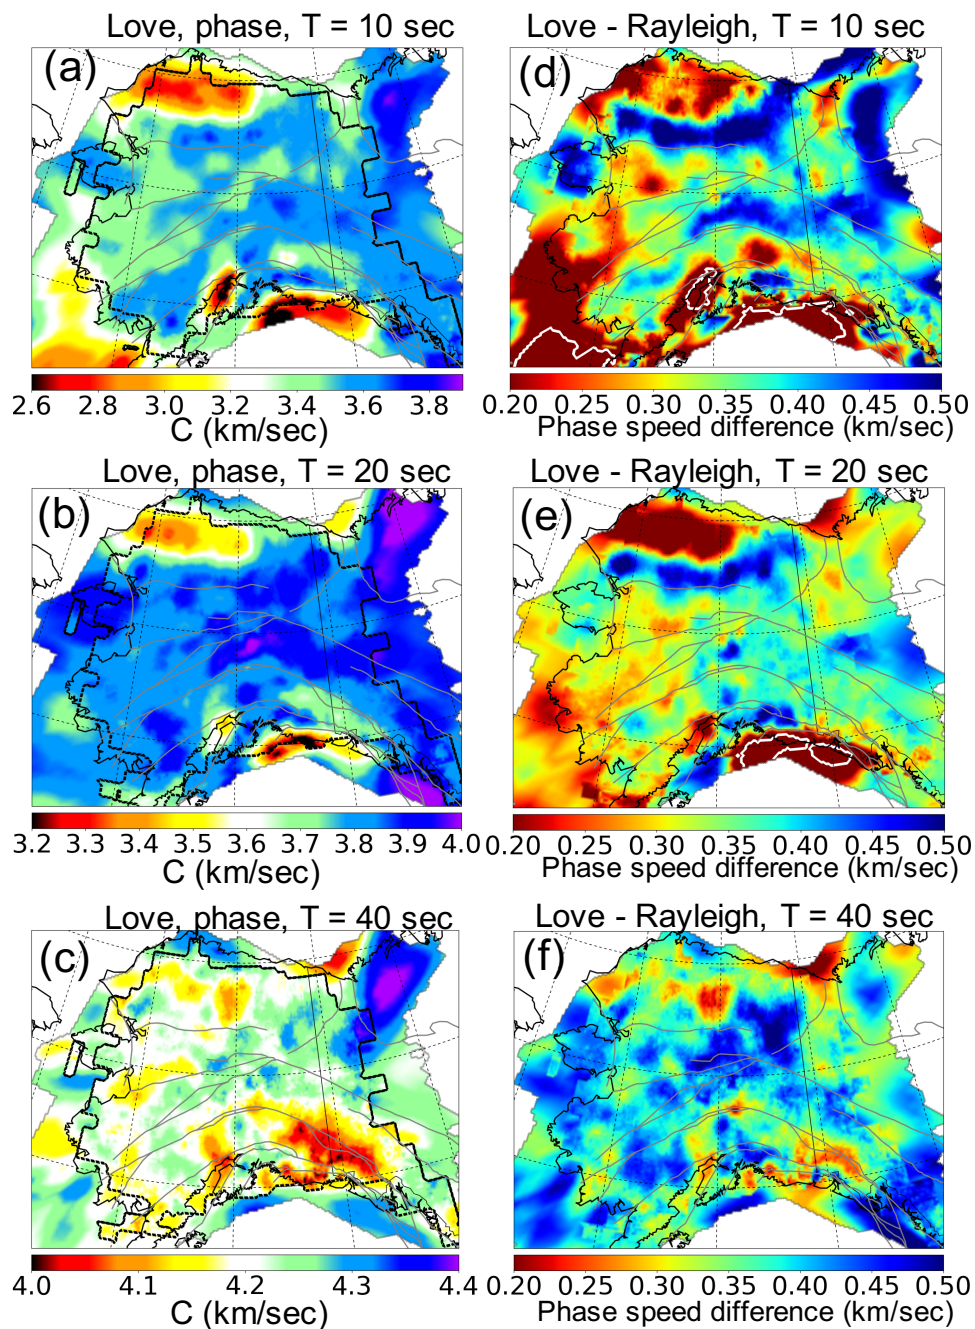 Love, phase, T = 10 sec
(a)
2.6 2.8 3.0 3.2 3.4 3.6 3.8
C (km/sec)
Love - Rayleigh, T = 10 sec
(d)
0.20 0.25 0.30 0.35 0.40 0.45 0.50
Phase speed difference (km/sec)
Love, phase, T = 20 sec
(b)
3.2 3.3 3.4 3.5 3.6 3.7 3.8 3.9 4.0
C (km/sec)
Love - Rayleigh, T = 20 sec
(e)
0.20 0.25 0.30 0.35 0.40 0.45 0.50
Phase speed difference (km/sec)
Love, phase, T = 40 sec
(c)
4.0 4.1 4.2 4.3 4.4
C (km/sec)
Love - Rayleigh, T = 40 sec
(f)
0.20 0.25 0.30 0.35 0.40 0.45 0.50
Phase speed difference (km/sec)